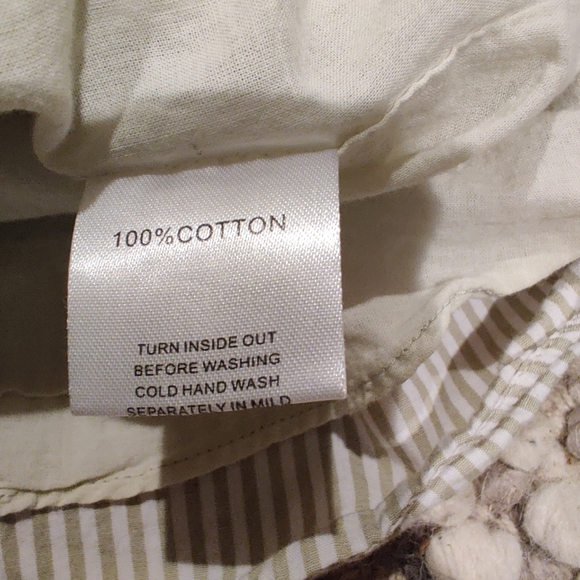 100%COTTON
TURN INSIDE OUT
BEFORE WASHING
COLD HAND WASH
SEPARATELY IN MILD